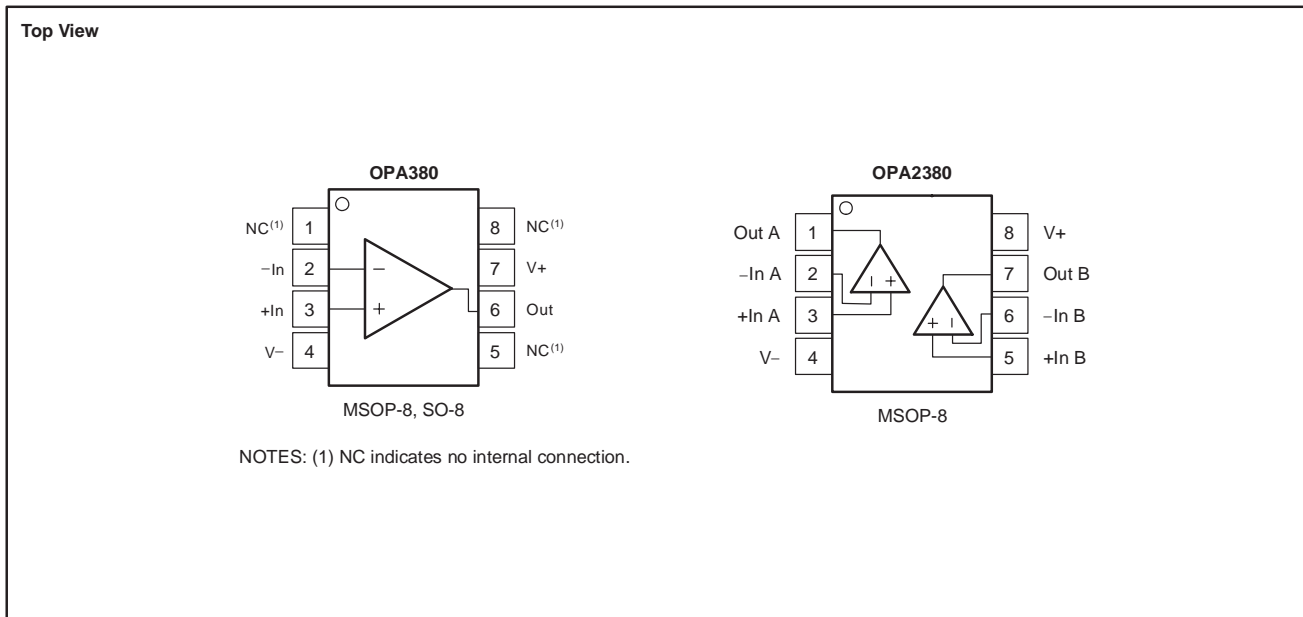 Top View
OPA380
NC(1) 1 8 NC(1)
−In 2 − 7 V+
+In 3 + 6 Out
V− 4 5 NC(1)
MSOP-8, SO-8
OPA2380
Out A 1 8 V+
−In A 2 − + 7 Out B
+In A 3 + − 6 −In B
V− 4 5 +In B
MSOP-8
NOTES: (1) NC indicates no internal connection.